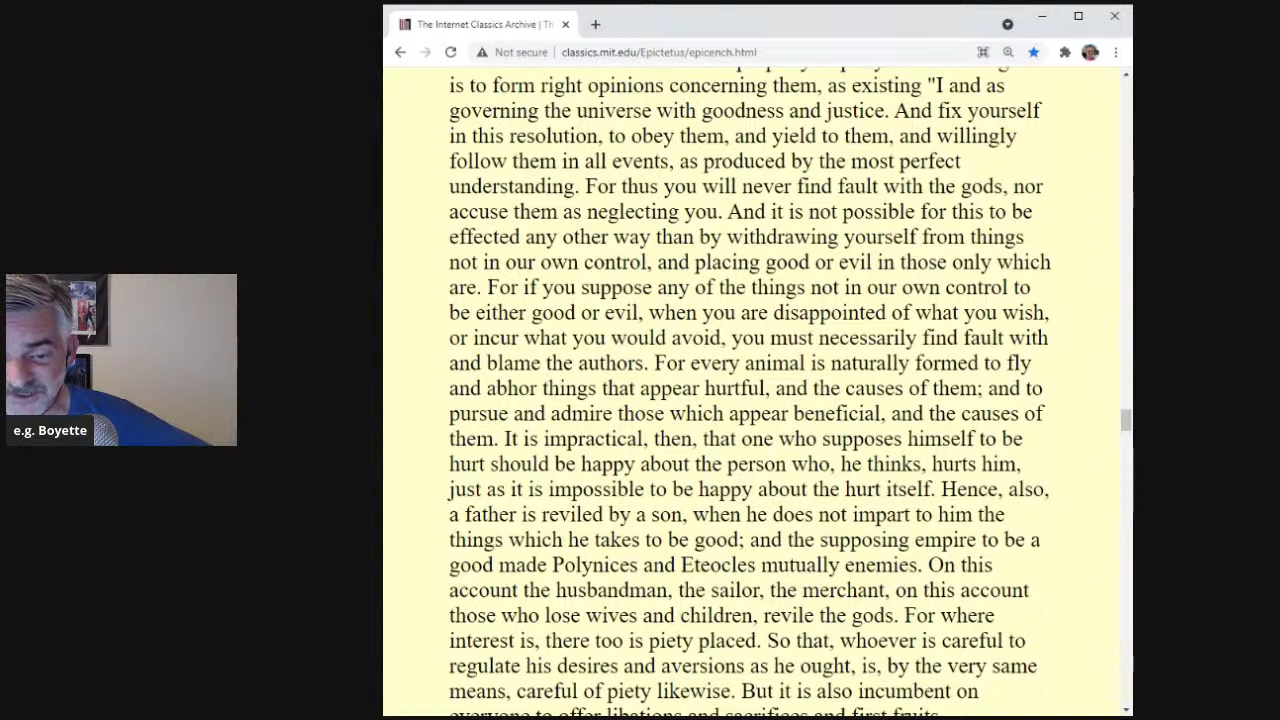 The Internet Classics Archive | Th
Not secure
classics.mit.edu/Epictetus/epicench.html
is to form right opinions concerning them, as existing "I and as
governing the universe with goodness and justice. And fix yourself
in this resolution, to obey them, and yield to them, and willingly
follow them in all events, as produced by the most perfect
understanding. For thus you will never find fault with the gods, nor
accuse them as neglecting you. And it is not possible for this to be
effected any other way than by withdrawing yourself from things
not in our own control, and placing good or evil in those only which
are. For if you suppose any of the things not in our own control to
be either good or evil, when you are disappointed of what you wish,
or incur what you would avoid, you must necessarily find fault with
and blame the authors. For every animal is naturally formed to fly
and abhor things that appear hurtful, and the causes of them; and to
pursue and admire those which appear beneficial, and the causes of
them. It is impractical, then, that one who supposes himself to be
hurt should be happy about the person who, he thinks, hurts him,
just as it is impossible to be happy about the hurt itself. Hence, also,
a father is reviled by a son, when he does not impart to him the
things which he takes to be good; and the supposing empire to be a
good made Polynices and Eteocles mutually enemies. On this
account the husbandman, the sailor, the merchant, on this account
those who lose wives and children, revile the gods. For where
interest is, there too is piety placed. So that, whoever is careful to
regulate his desires and aversions as he ought, is, by the very same
means, careful of piety likewise. But it is also incumbent on
everyone to offer libations and sacrifices and first fruits,
e.g. Boyette